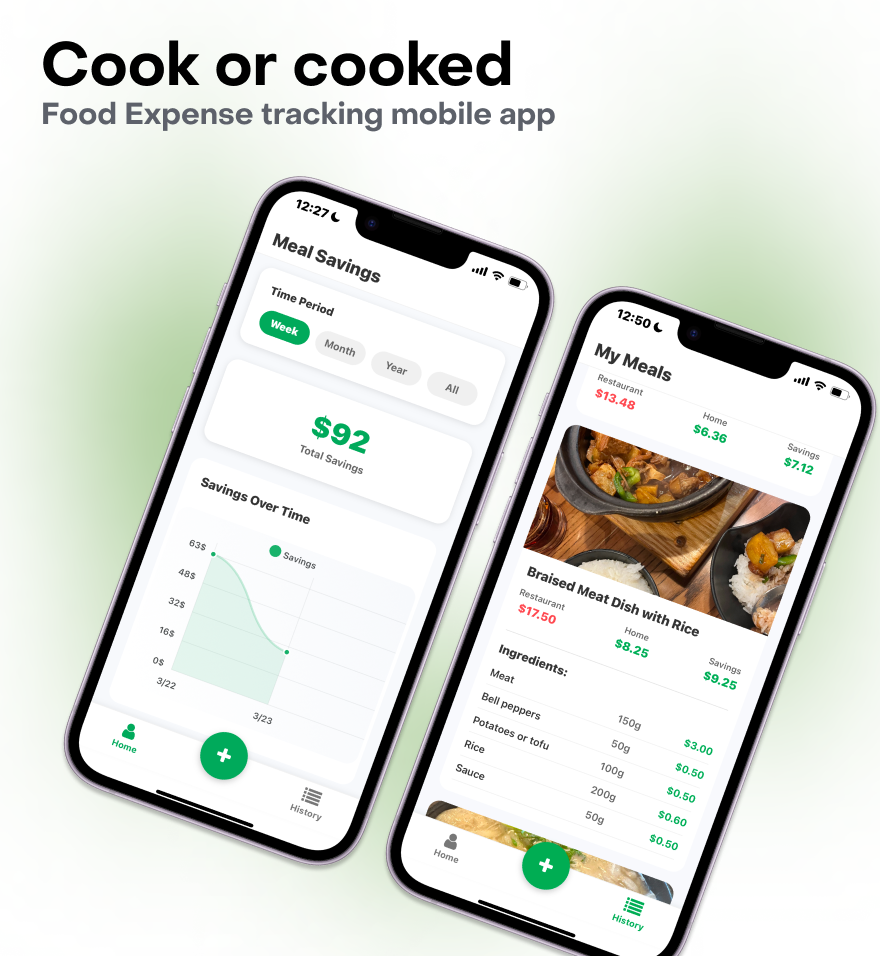 Cook or cooked
Food Expense tracking mobile app
12:27
Meal Savings
Time Period
Week Month Year All
$92
Total Savings
Savings Over Time
Savings
63$
48$
32$
16$
0$
3/22 3/23
Home + History
12:50
My Meals
Restaurant Home Savings
$13.48 $6.36 $7.12
Braised Meat Dish with Rice
Restaurant Home Savings
$17.50 $8.25 $9.25
Ingredients:
Meat 150g $3.00
Bell peppers 50g $0.50
Potatoes or tofu 100g $0.50
Rice 200g $0.60
Sauce 50g $0.50
Home + History